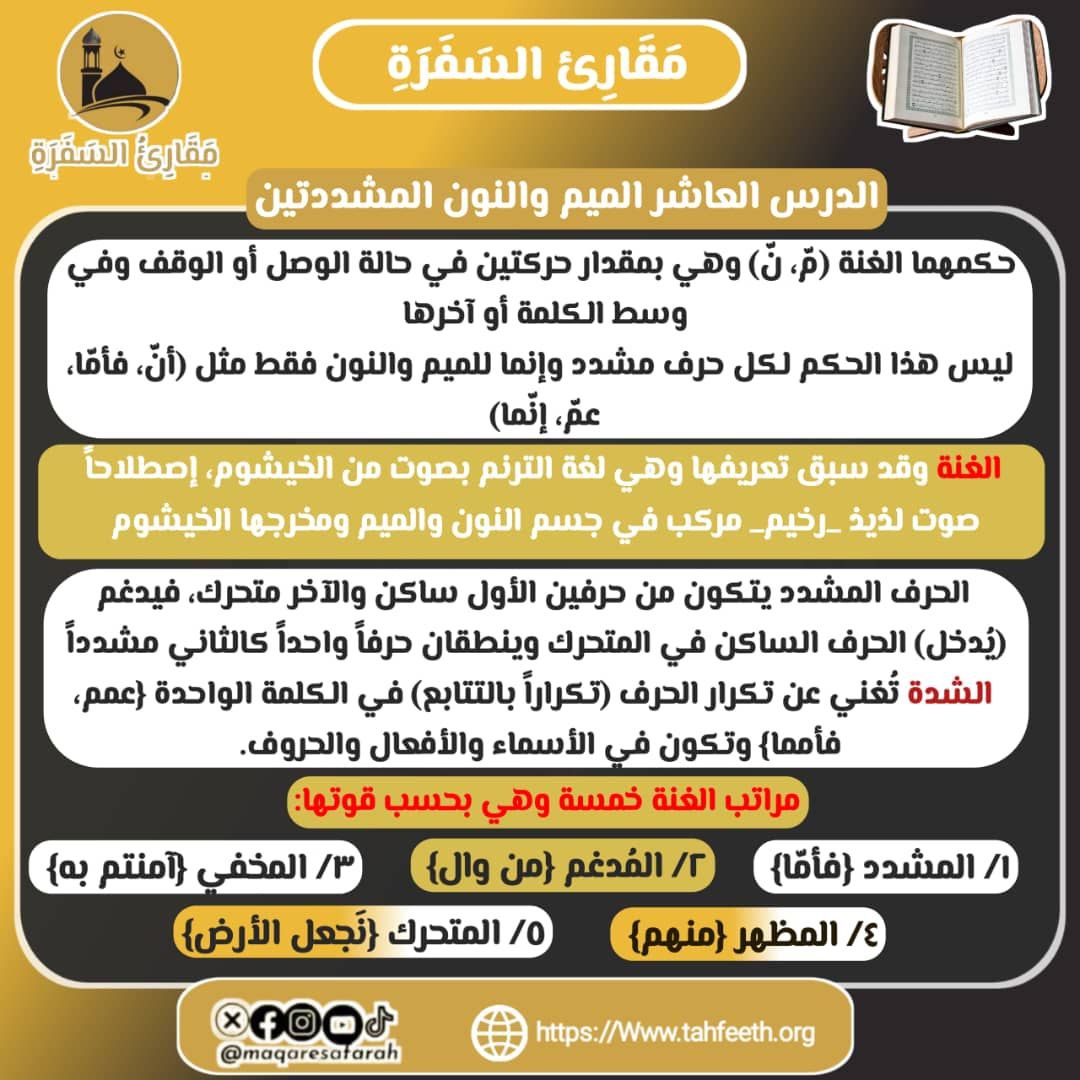 مَقَارِئ السَفَرَةِ
مَقَارِئُ السَفَرَةِ
الدرس العاشر الميم والنون المشددتين
حكمهما الغنة (مّ، نّ) وهي بمقدار حركتين في حالة الوصل أو الوقف وفي
وسط الكلمة أو آخرها
ليس هذا الحكم لكل حرف مشدد وإنما للميم والنون فقط مثل (أنّ، فأمّا،
عمّ، إنّما)
الغنة وقد سبق تعريفها وهي لغة الترنم بصوت من الخيشوم، إصطلاحاً
صوت لذيذ _رخيم_ مركب في جسم النون والميم ومخرجها الخيشوم
الحرف المشدد يتكون من حرفين الأول ساكن والآخر متحرك، فيدغم
(يُدخل) الحرف الساكن في المتحرك وينطقان حرفاً واحداً كالثاني مشدداً
الشدة تُغني عن تكرار الحرف (تكراراً بالتتابع) في الكلمة الواحدة {عمم،
فأمما} وتكون في الأسماء والأفعال والحروف.
مراتب الغنة خمسة وهي بحسب قوتها:
١/ المشدد {فأمّا}
٢/ المُدغم {من وال}
٣/ المخفي {آمنتم به}
٤/ المظهر {منهم}
٥/ المتحرك {نَجعل الأرض}
@maqaresafarah
https://Www.tahfeeth.org